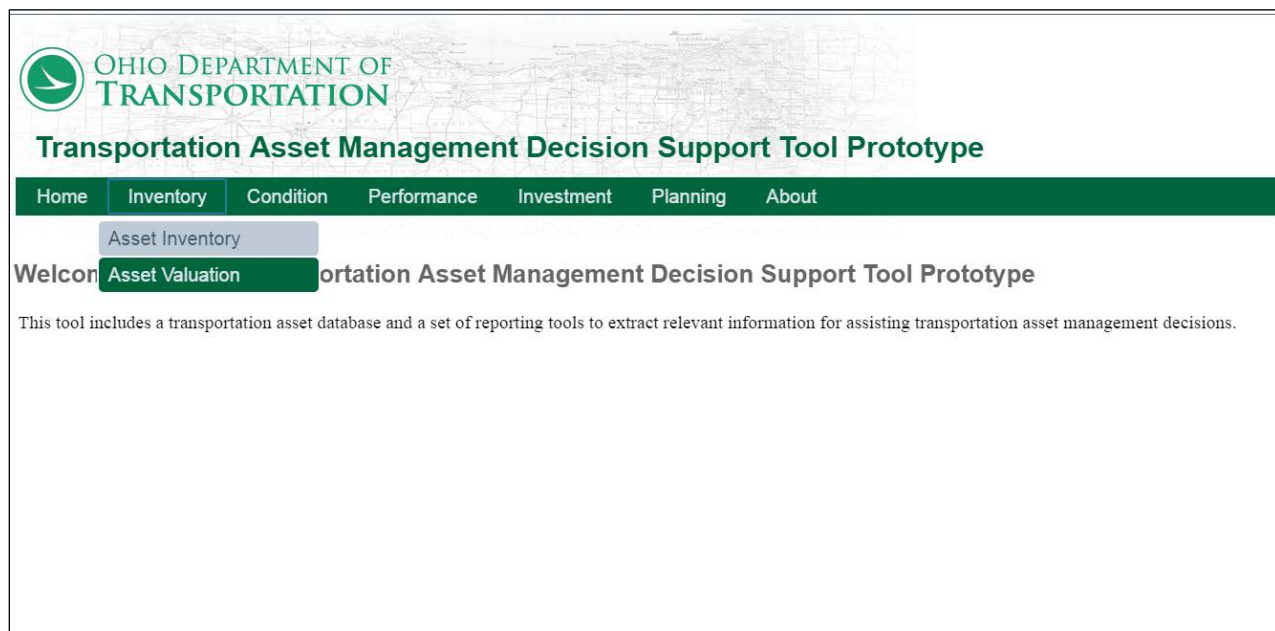 OHIO DEPARTMENT OF
TRANSPORTATION
Transportation Asset Management Decision Support Tool Prototype
Home Inventory Condition Performance Investment Planning About
Asset Inventory
Asset Valuation
Welcon ortation Asset Management Decision Support Tool Prototype
This tool includes a transportation asset database and a set of reporting tools to extract relevant information for assisting transportation asset management decisions.